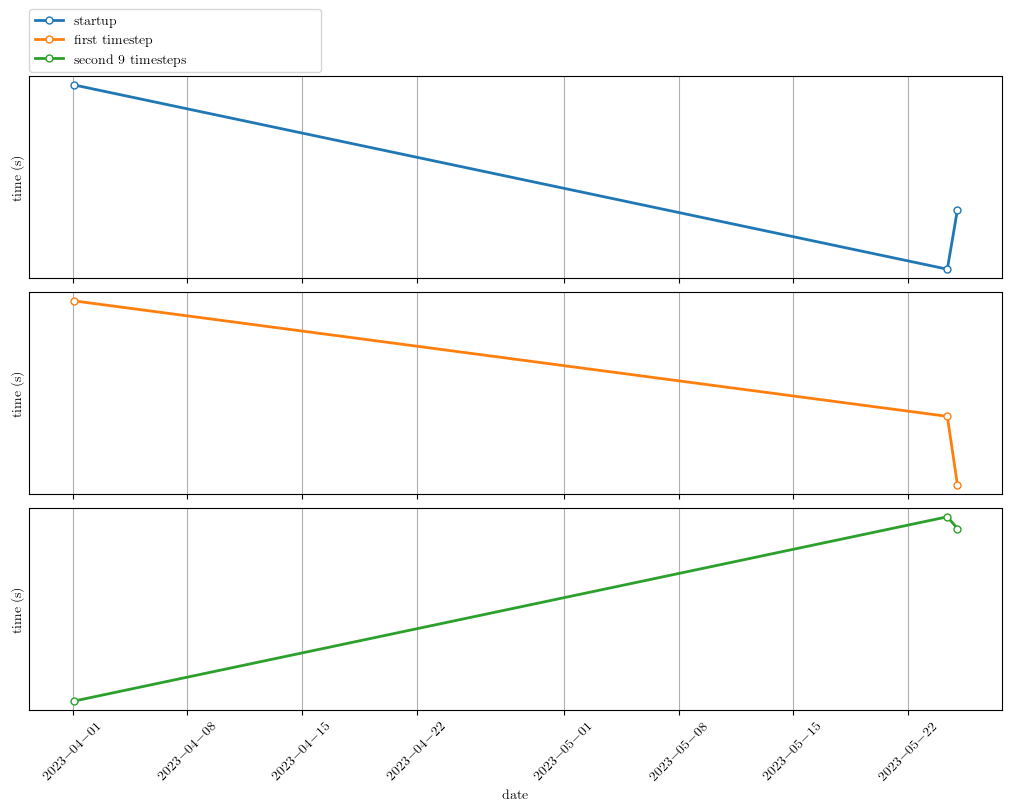 startup
first timestep
second 9 timesteps
time (s)
time (s)
time (s)
2023−04−01
2023−04−08
2023−04−15
2023−04−22
2023−05−01
2023−05−08
2023−05−15
2023−05−22
date